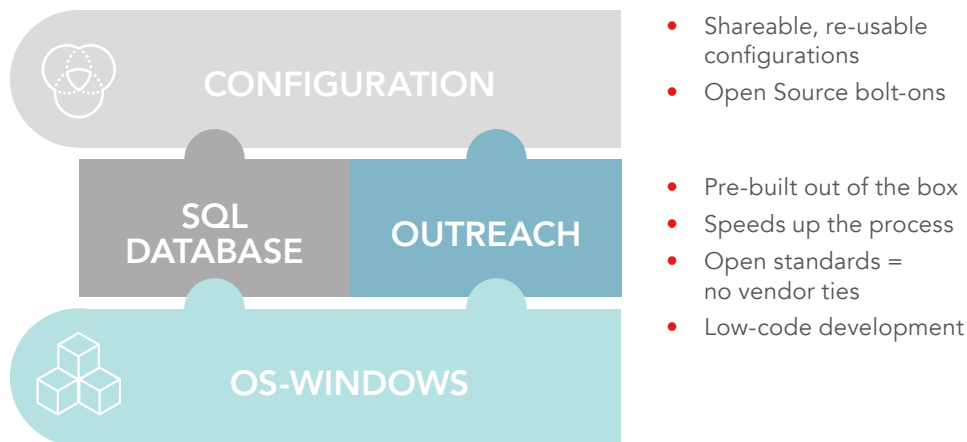 CONFIGURATION
SQL
DATABASE
OUTREACH
OS-WINDOWS
• Shareable, re-usable
configurations
• Open Source bolt-ons
• Pre-built out of the box
• Speeds up the process
• Open standards =
no vendor ties
• Low-code development